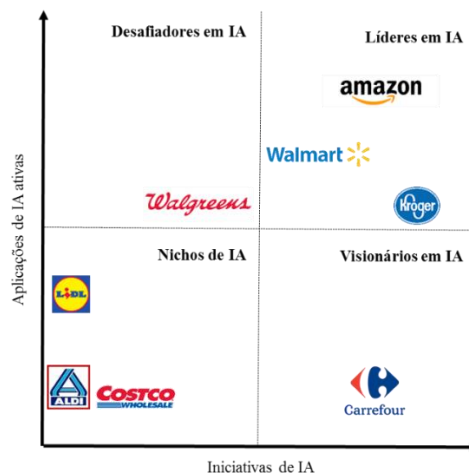 Desafiadores em IA
Líderes em IA
amazon
Walmart
Walgreens
Kroger
Aplicações de IA ativas
Nichos de IA
Visionários em IA
LIDL
ALDI
COSTCO
WHOLESALE
Carrefour
Iniciativas de IA